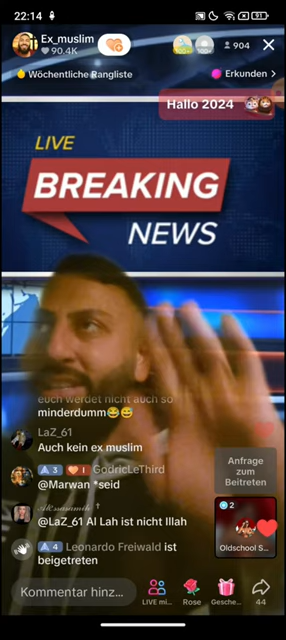 22:14
91
Ex_muslim
90.4K
904
Wöchentliche Rangliste
Erkunden >
Hallo 2024
LIVE
BREAKING
NEWS
euch werdet nicht auch so
minderdumm😂😅
LaZ_61
Auch kein ex muslim
3 1 GodricLeThird
@Marwan *seid
@LaZ_61 Al Lah ist nicht Illah
4 Leonardo Freiwald ist
beigetreten
Anfrage
zum
Beitreten
2
Oldschool S...
Kommentar hinz...
LIVE mi...
Rose
Gesche...
44